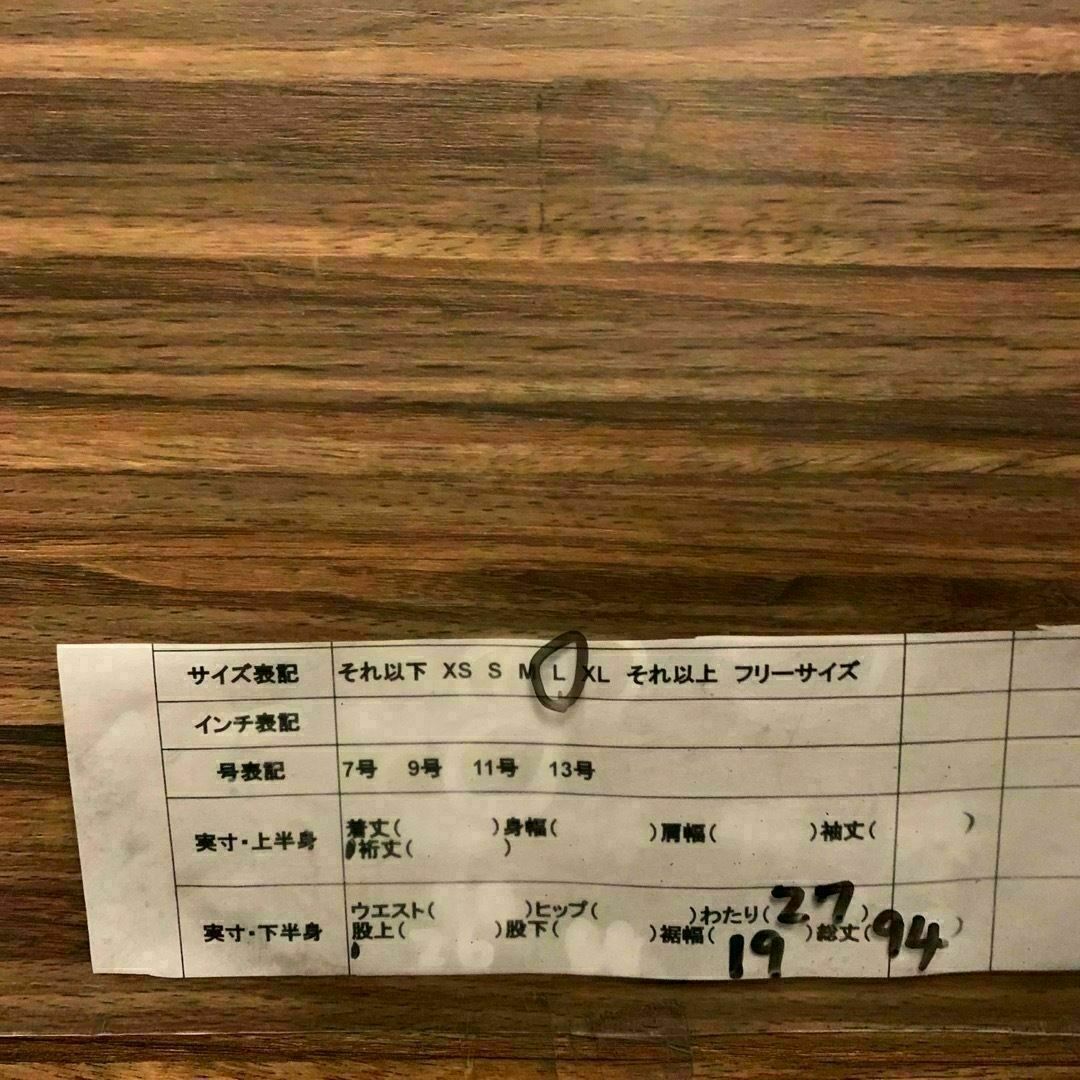 サイズ表記 それ以下 XS S M L XL それ以上 フリーサイズ
インチ表記
号表記 7号 9号 11号 13号
実寸・上半身 着丈( )身幅( )肩幅( )袖丈( )
裄丈( )
実寸・下半身 ウエスト( )ヒップ( )わたり(27)
股上( )股下( )裾幅(19)総丈(94)